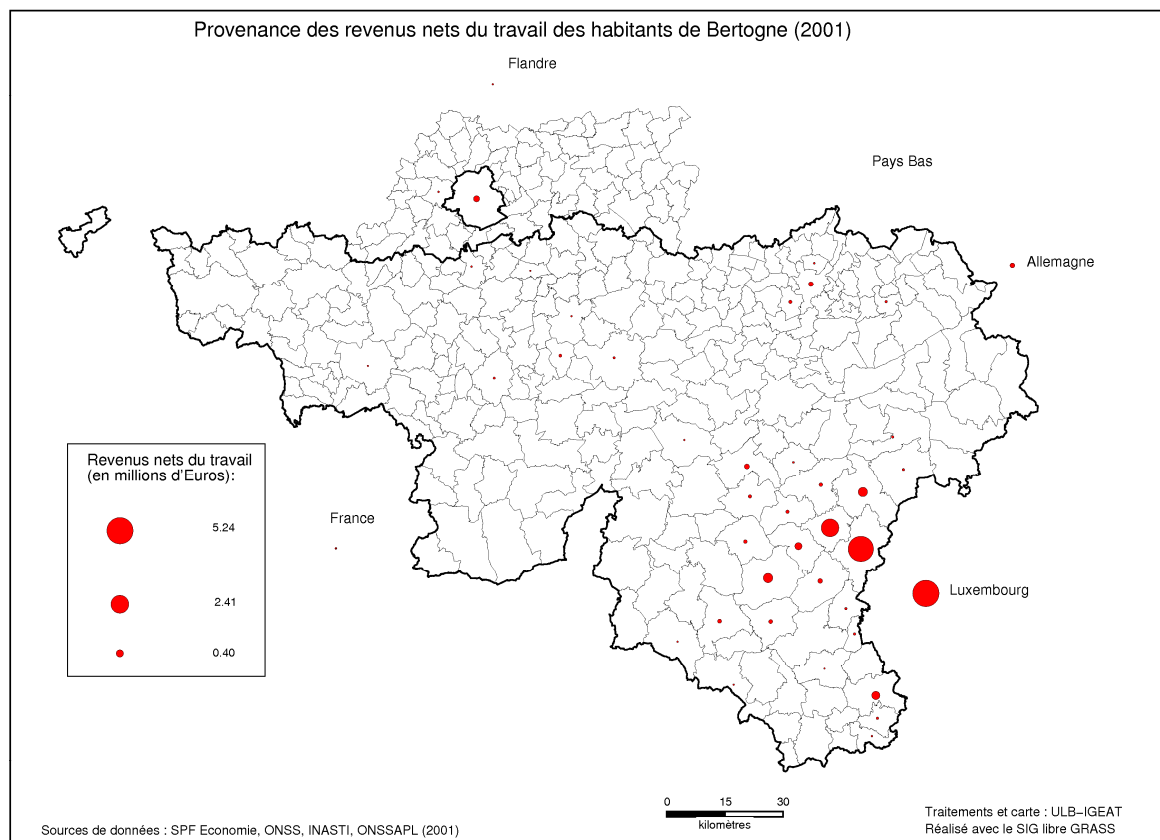 Provenance des revenus nets du travail des habitants de Bertogne (2001)
Flandre
Pays Bas
Allemagne
Revenus nets du travail
(en millions d'Euros):
5.24
2.41
0.40
France
Luxembourg
0 15 30
kilomètres
Sources de données : SPF Economie, ONSS, INASTI, ONSSAPL (2001)
Traitements et carte : ULB−IGEAT
Réalisé avec le SIG libre GRASS